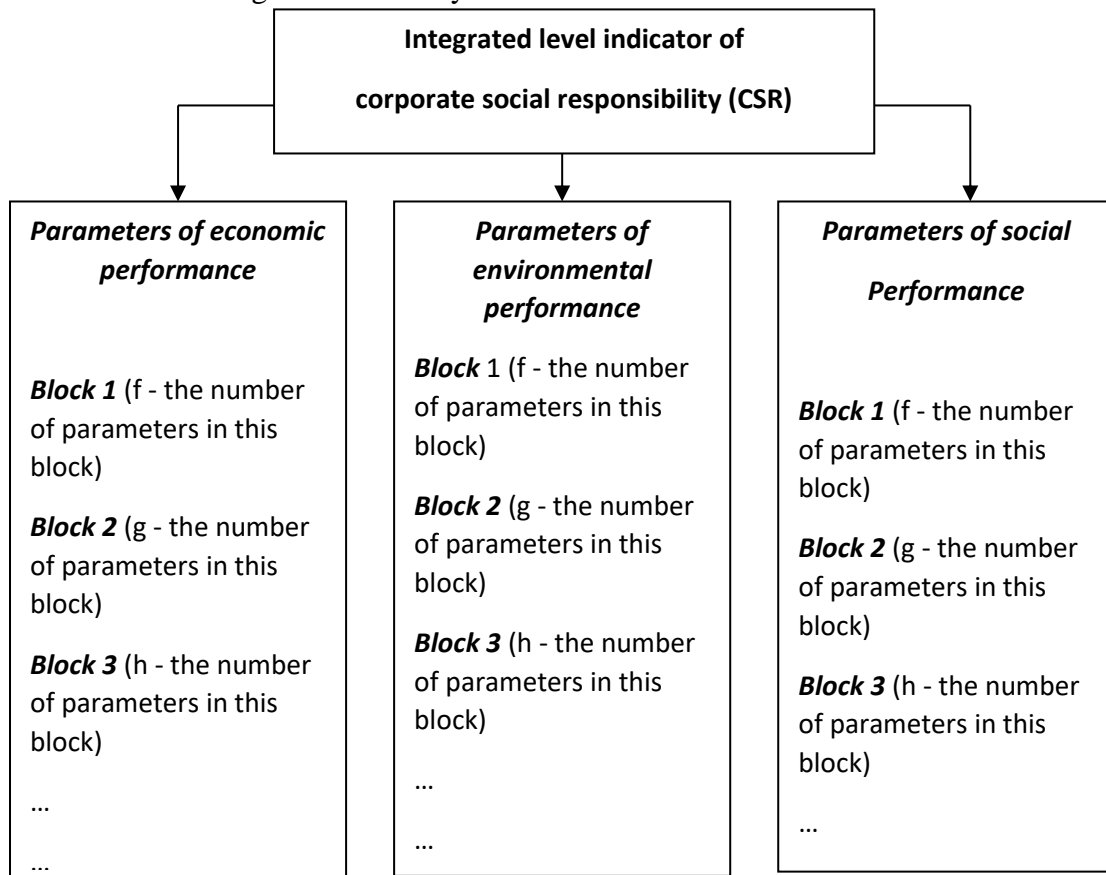 Integrated level indicator of
corporate social responsibility (CSR)
Parameters of economic
performance
Block 1 (f - the number
of parameters in this
block)
Block 2 (g - the number
of parameters in this
block)
Block 3 (h - the number
of parameters in this
block)
...
...
Parameters of
environmental
performance
Block 1 (f - the number
of parameters in this
block)
Block 2 (g - the number
of parameters in this
block)
Block 3 (h - the number
of parameters in this
block)
...
...
Parameters of social
Performance
Block 1 (f - the number
of parameters in this
block)
Block 2 (g - the number
of parameters in this
block)
Block 3 (h - the number
of parameters in this
block)
...